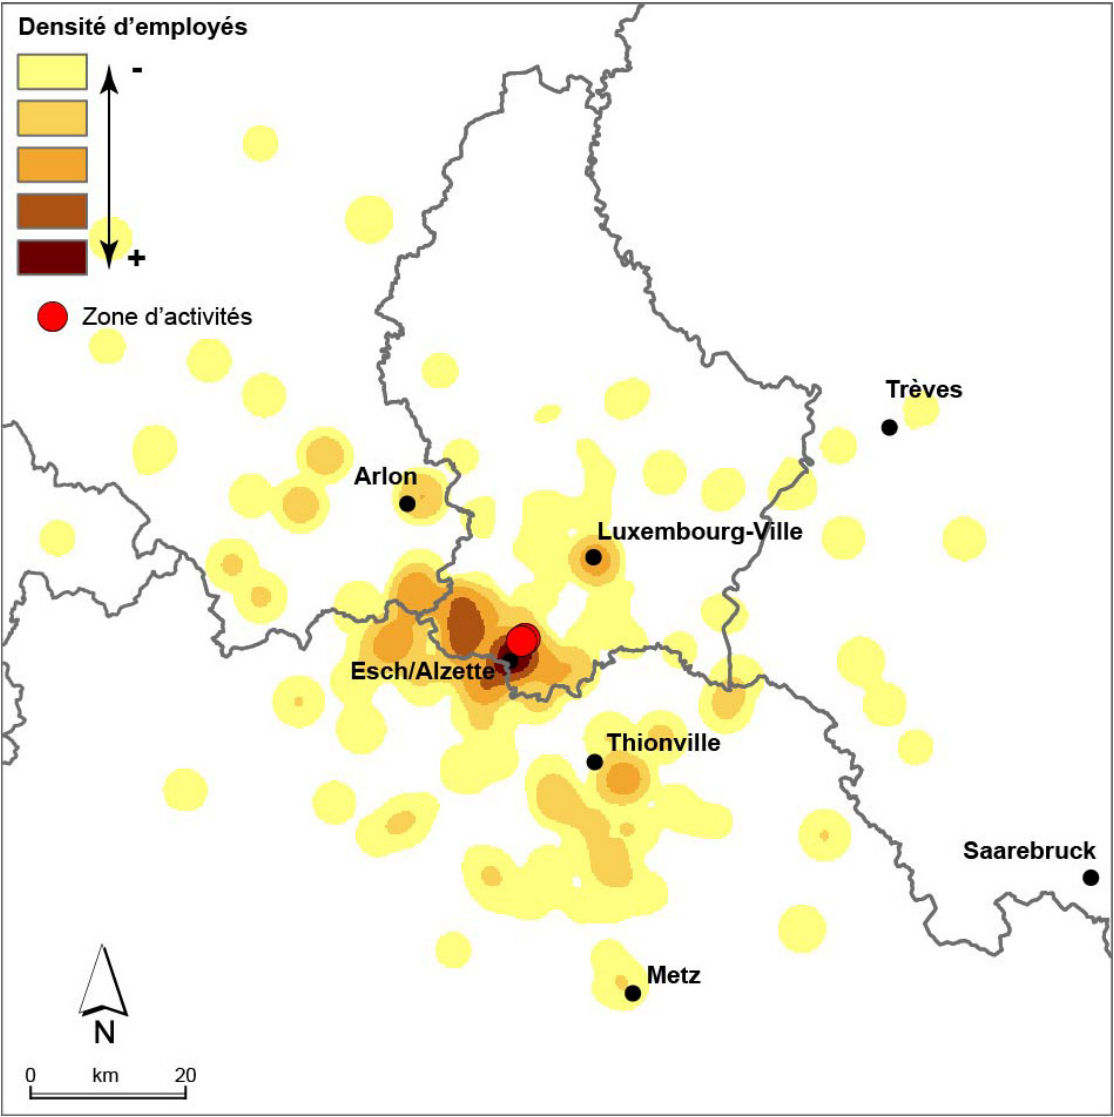 Densité d’employés
-
+
Zone d’activités
Trèves
Arlon
Luxembourg-Ville
Esch/Alzette
Thionville
Saarebruck
Metz
N
0 km 20